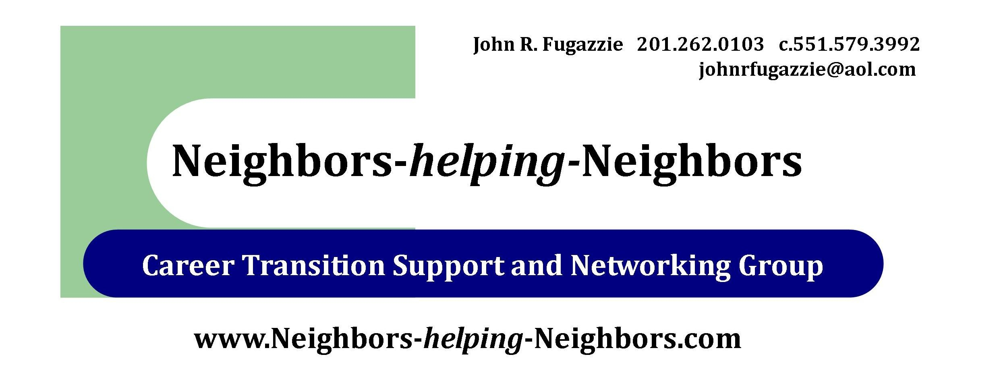 John R. Fugazzie 201.262.0103 c.551.579.3992
johnrfugazzie@aol.com
Neighbors-helping-Neighbors
Career Transition Support and Networking Group
www.Neighbors-helping-Neighbors.com